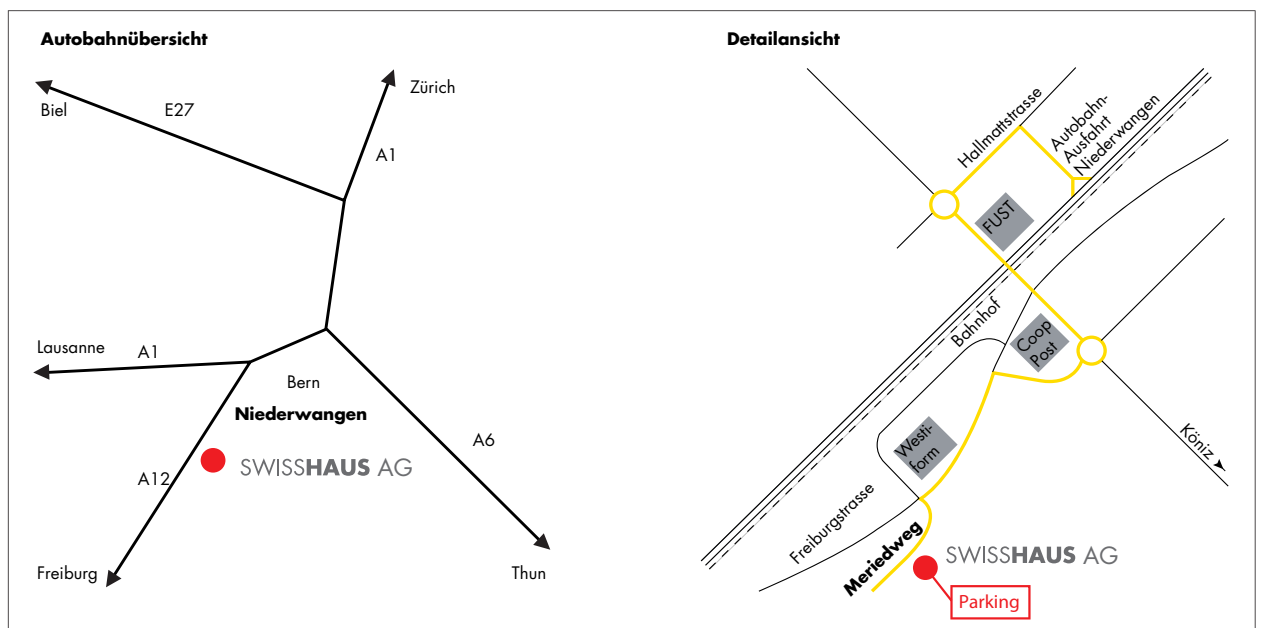 Autobahnübersicht
Biel
E27
Zürich
A1
Lausanne
A1
Bern
Niederwangen
SWISSHAUS AG
A12
A6
Freiburg
Thun
Detailansicht
Hallmattstrasse
Autobahn-
Ausfahrt
Niederwangen
FUST
Bahnhof
Coop
Post
Westi-
form
Köniz
Freiburgstrasse
Meriedweg
SWISSHAUS AG
Parking